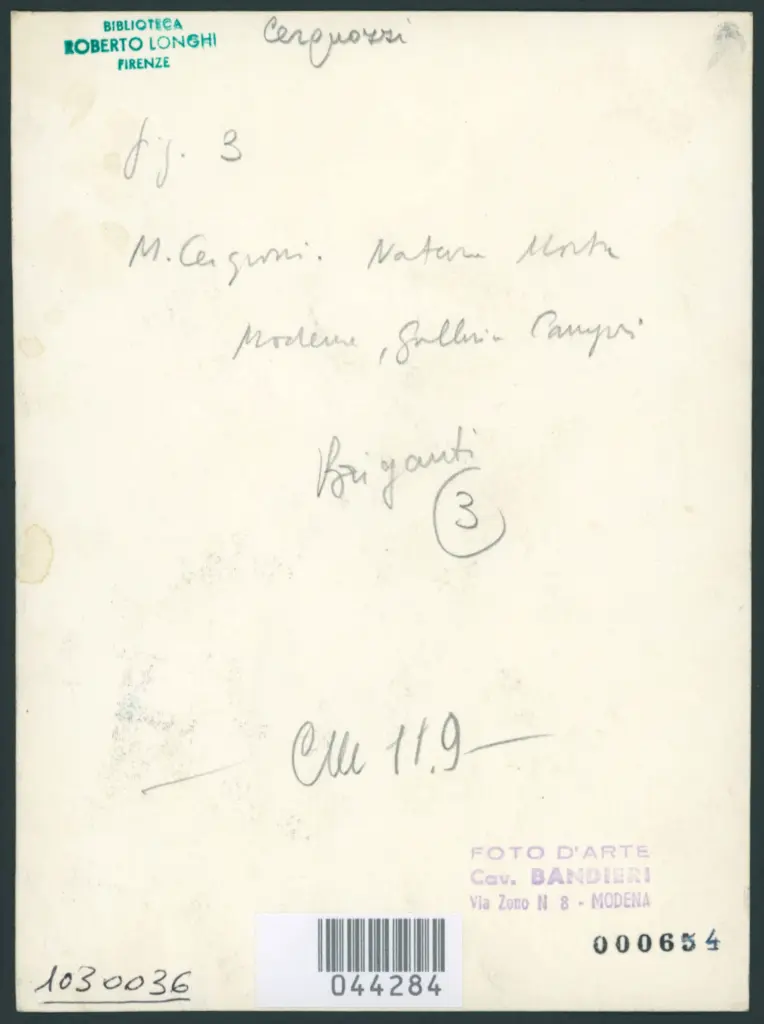 BIBLIOTECA
ROBERTO LONGHI
FIRENZE
Cerquozzi
fig. 3
M. Cerquozzi. Natura Morta
Modena, Galleria Campori
Briganti
3
Cm 11.9
FOTO D'ARTE
Cav. BANDIERI
Via Zono N 8 - MODENA
000654
044284
1030036